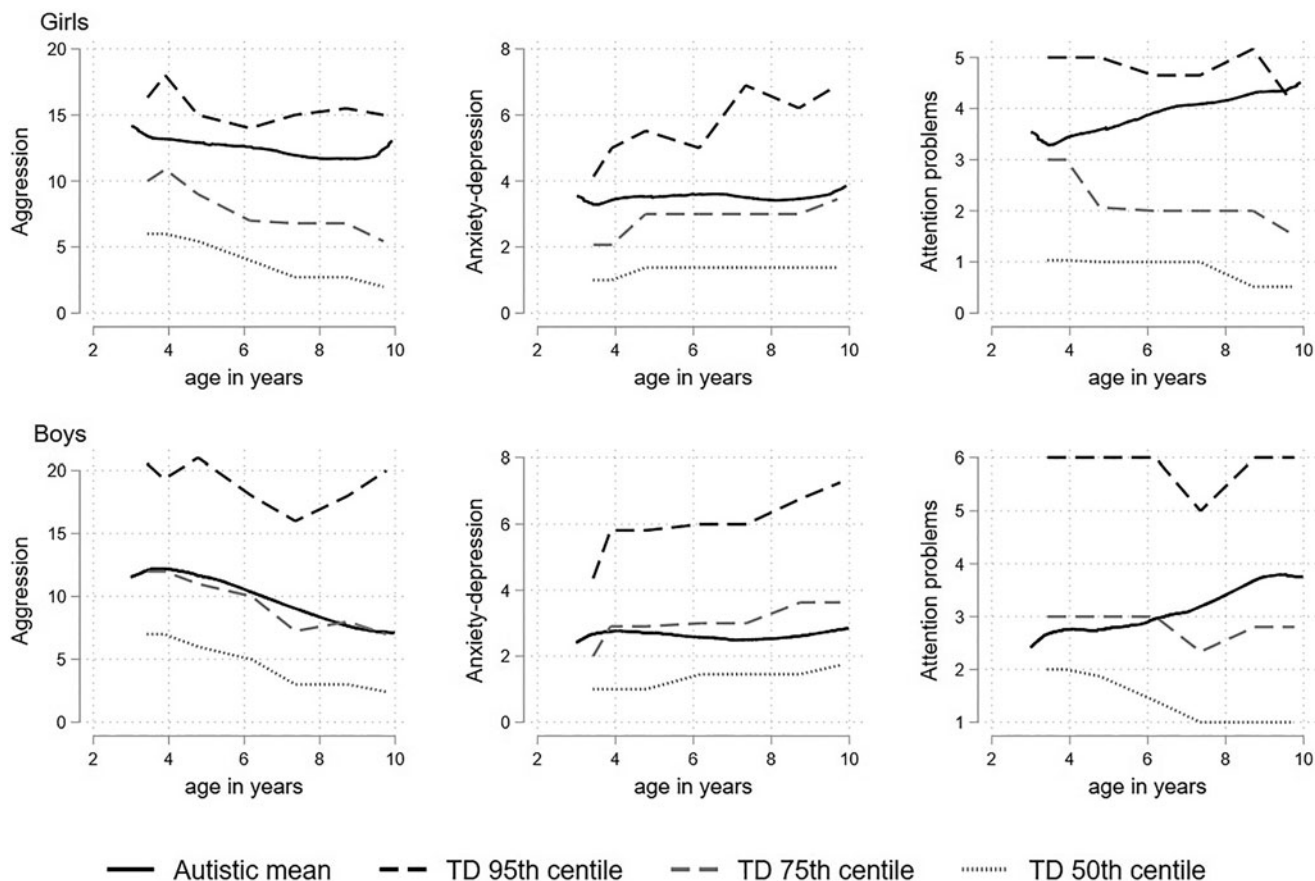 Girls
Aggression
20
15
10
5
0
2 4 6 8 10
age in years
Anxiety-depression
8
6
4
2
0
2 4 6 8 10
age in years
Attention problems
5
4
3
2
1
0
2 4 6 8 10
age in years
Boys
Aggression
20
15
10
5
0
2 4 6 8 10
age in years
Anxiety-depression
8
6
4
2
0
2 4 6 8 10
age in years
Attention problems
6
5
4
3
2
1
2 4 6 8 10
age in years
Autistic mean TD 95th centile TD 75th centile TD 50th centile